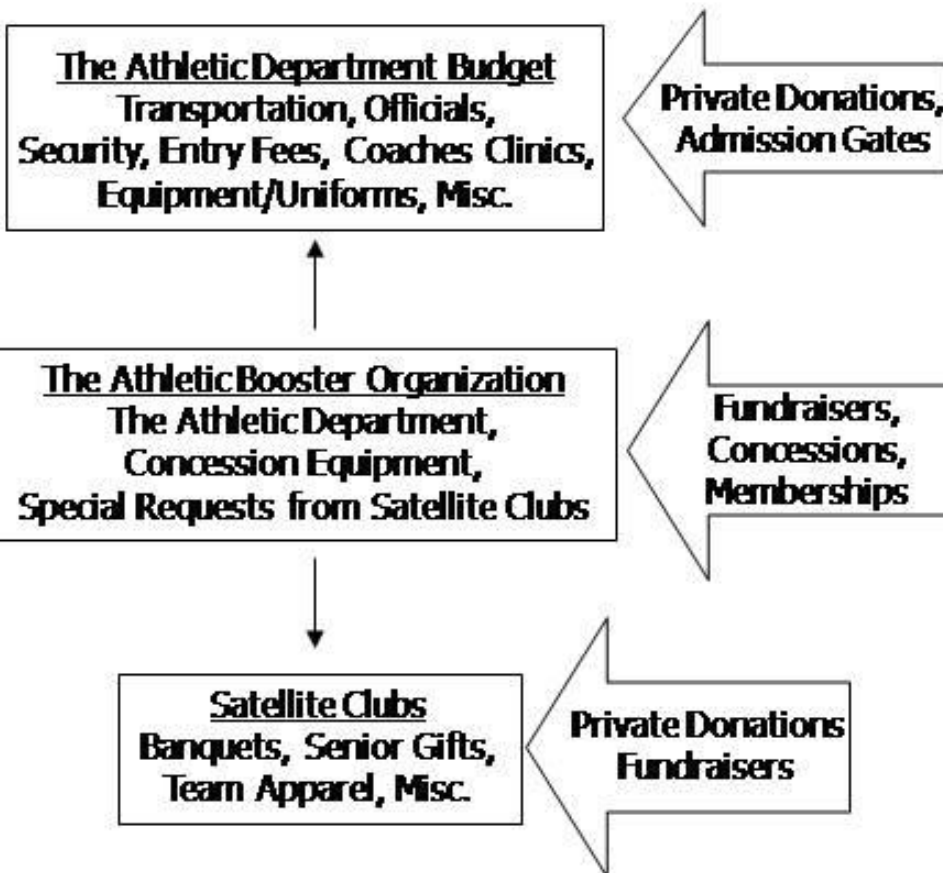 The Athletic Department Budget
Transportation, Officials,
Security, Entry Fees, Coaches Clinics,
Equipment/Uniforms, Misc.
Private Donations,
Admission Gates
The Athletic Booster Organization
The Athletic Department,
Concession Equipment,
Special Requests from Satellite Clubs
Fundraisers,
Concessions,
Memberships
Satellite Clubs
Banquets, Senior Gifts,
Team Apparel, Misc.
Private Donations
Fundraisers